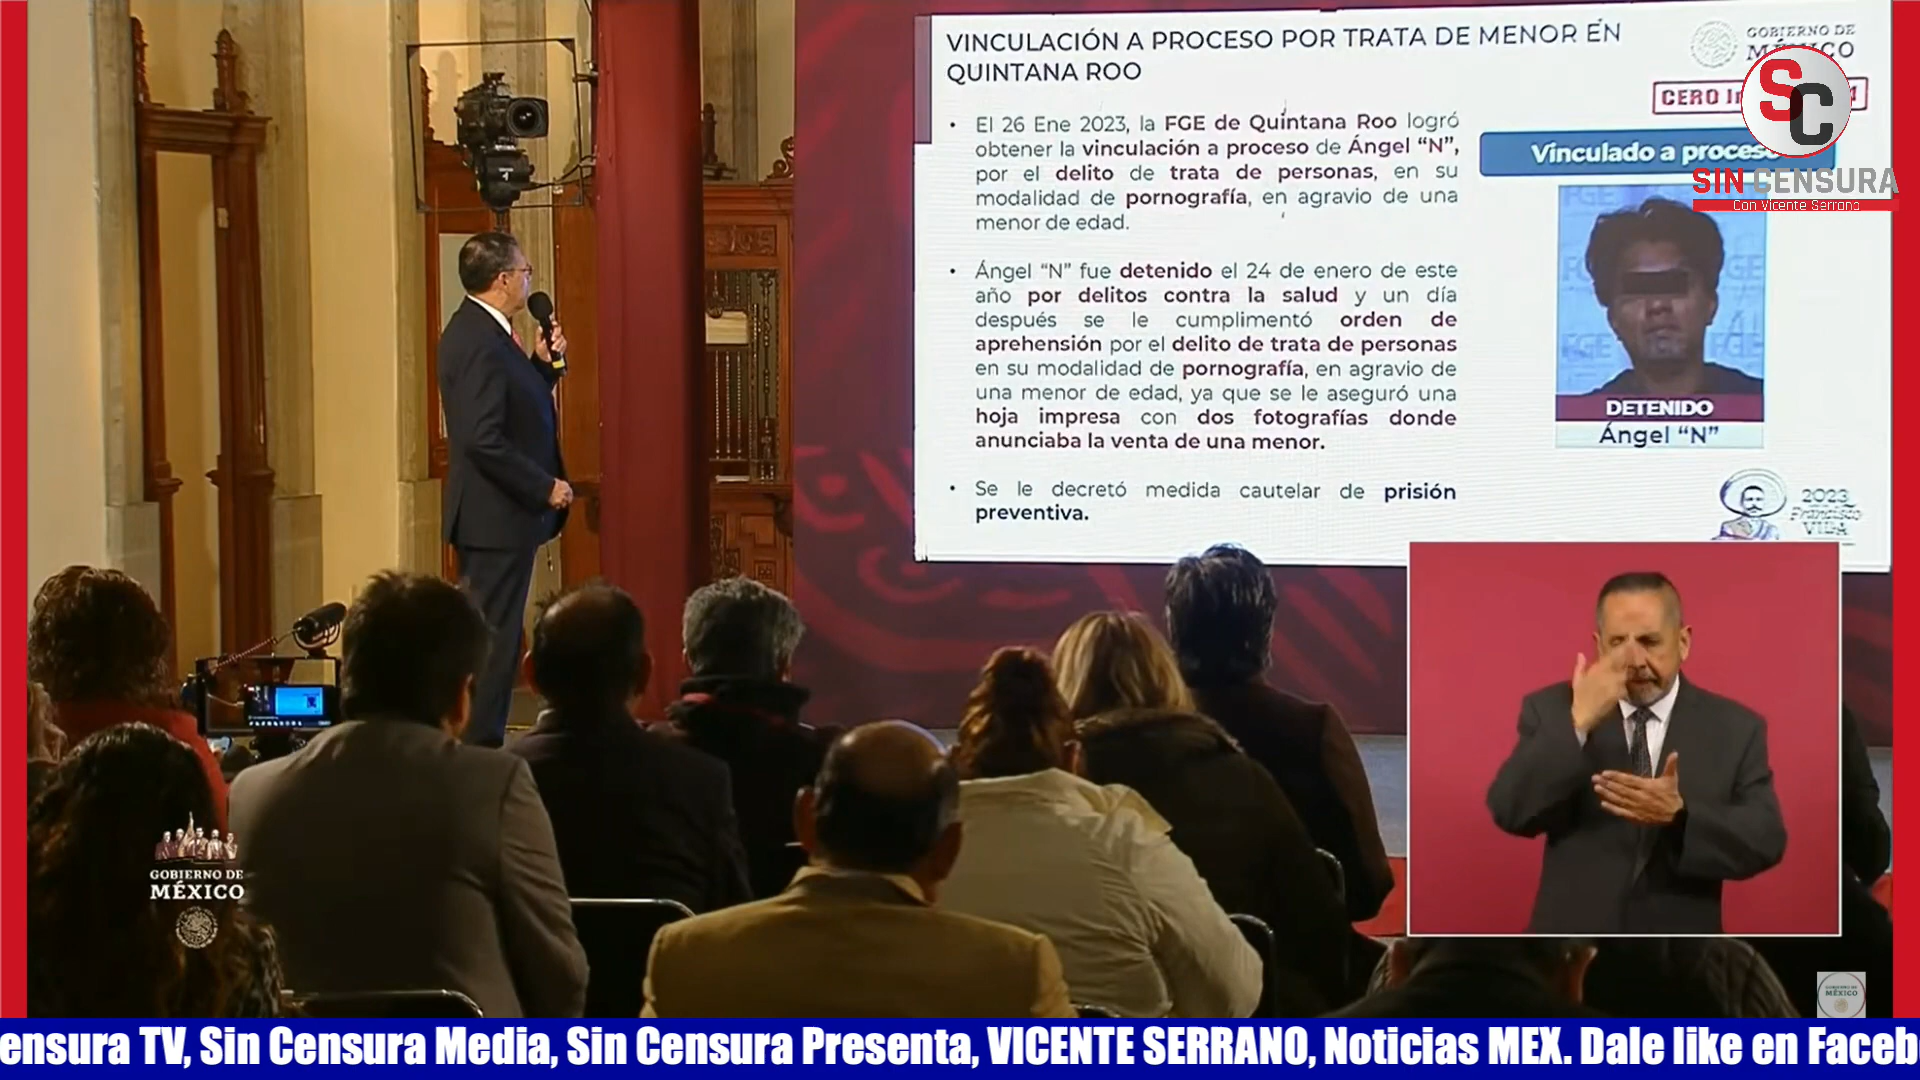 VINCULACIÓN A PROCESO POR TRATA DE MENOR EN
QUINTANA ROO
GOBIERNO DE
MÉXICO
CERO
SC
SIN CENSURA
Con Vicente Serrano
• El 26 Ene 2023, la FGE de Quintana Roo logró
obtener la vinculación a proceso de Ángel “N”,
por el delito de trata de personas, en su
modalidad de pornografía, en agravio de una
menor de edad.
• Ángel “N” fue detenido el 24 de enero de este
año por delitos contra la salud y un día
después se le cumplimentó orden de
aprehensión por el delito de trata de personas
en su modalidad de pornografía, en agravio de
una menor de edad, ya que se le aseguró una
hoja impresa con dos fotografías donde
anunciaba la venta de una menor.
• Se le decretó medida cautelar de prisión
preventiva.
Vinculado a proceso
FGE
DETENIDO
Ángel “N”
2023
Francisco
VILLA
GOBIERNO DE
MÉXICO
GOBIERNO DE
MÉXICO
ensura TV, Sin Censura Media, Sin Censura Presenta, VICENTE SERRANO, Noticias MEX. Dale like en Faceb